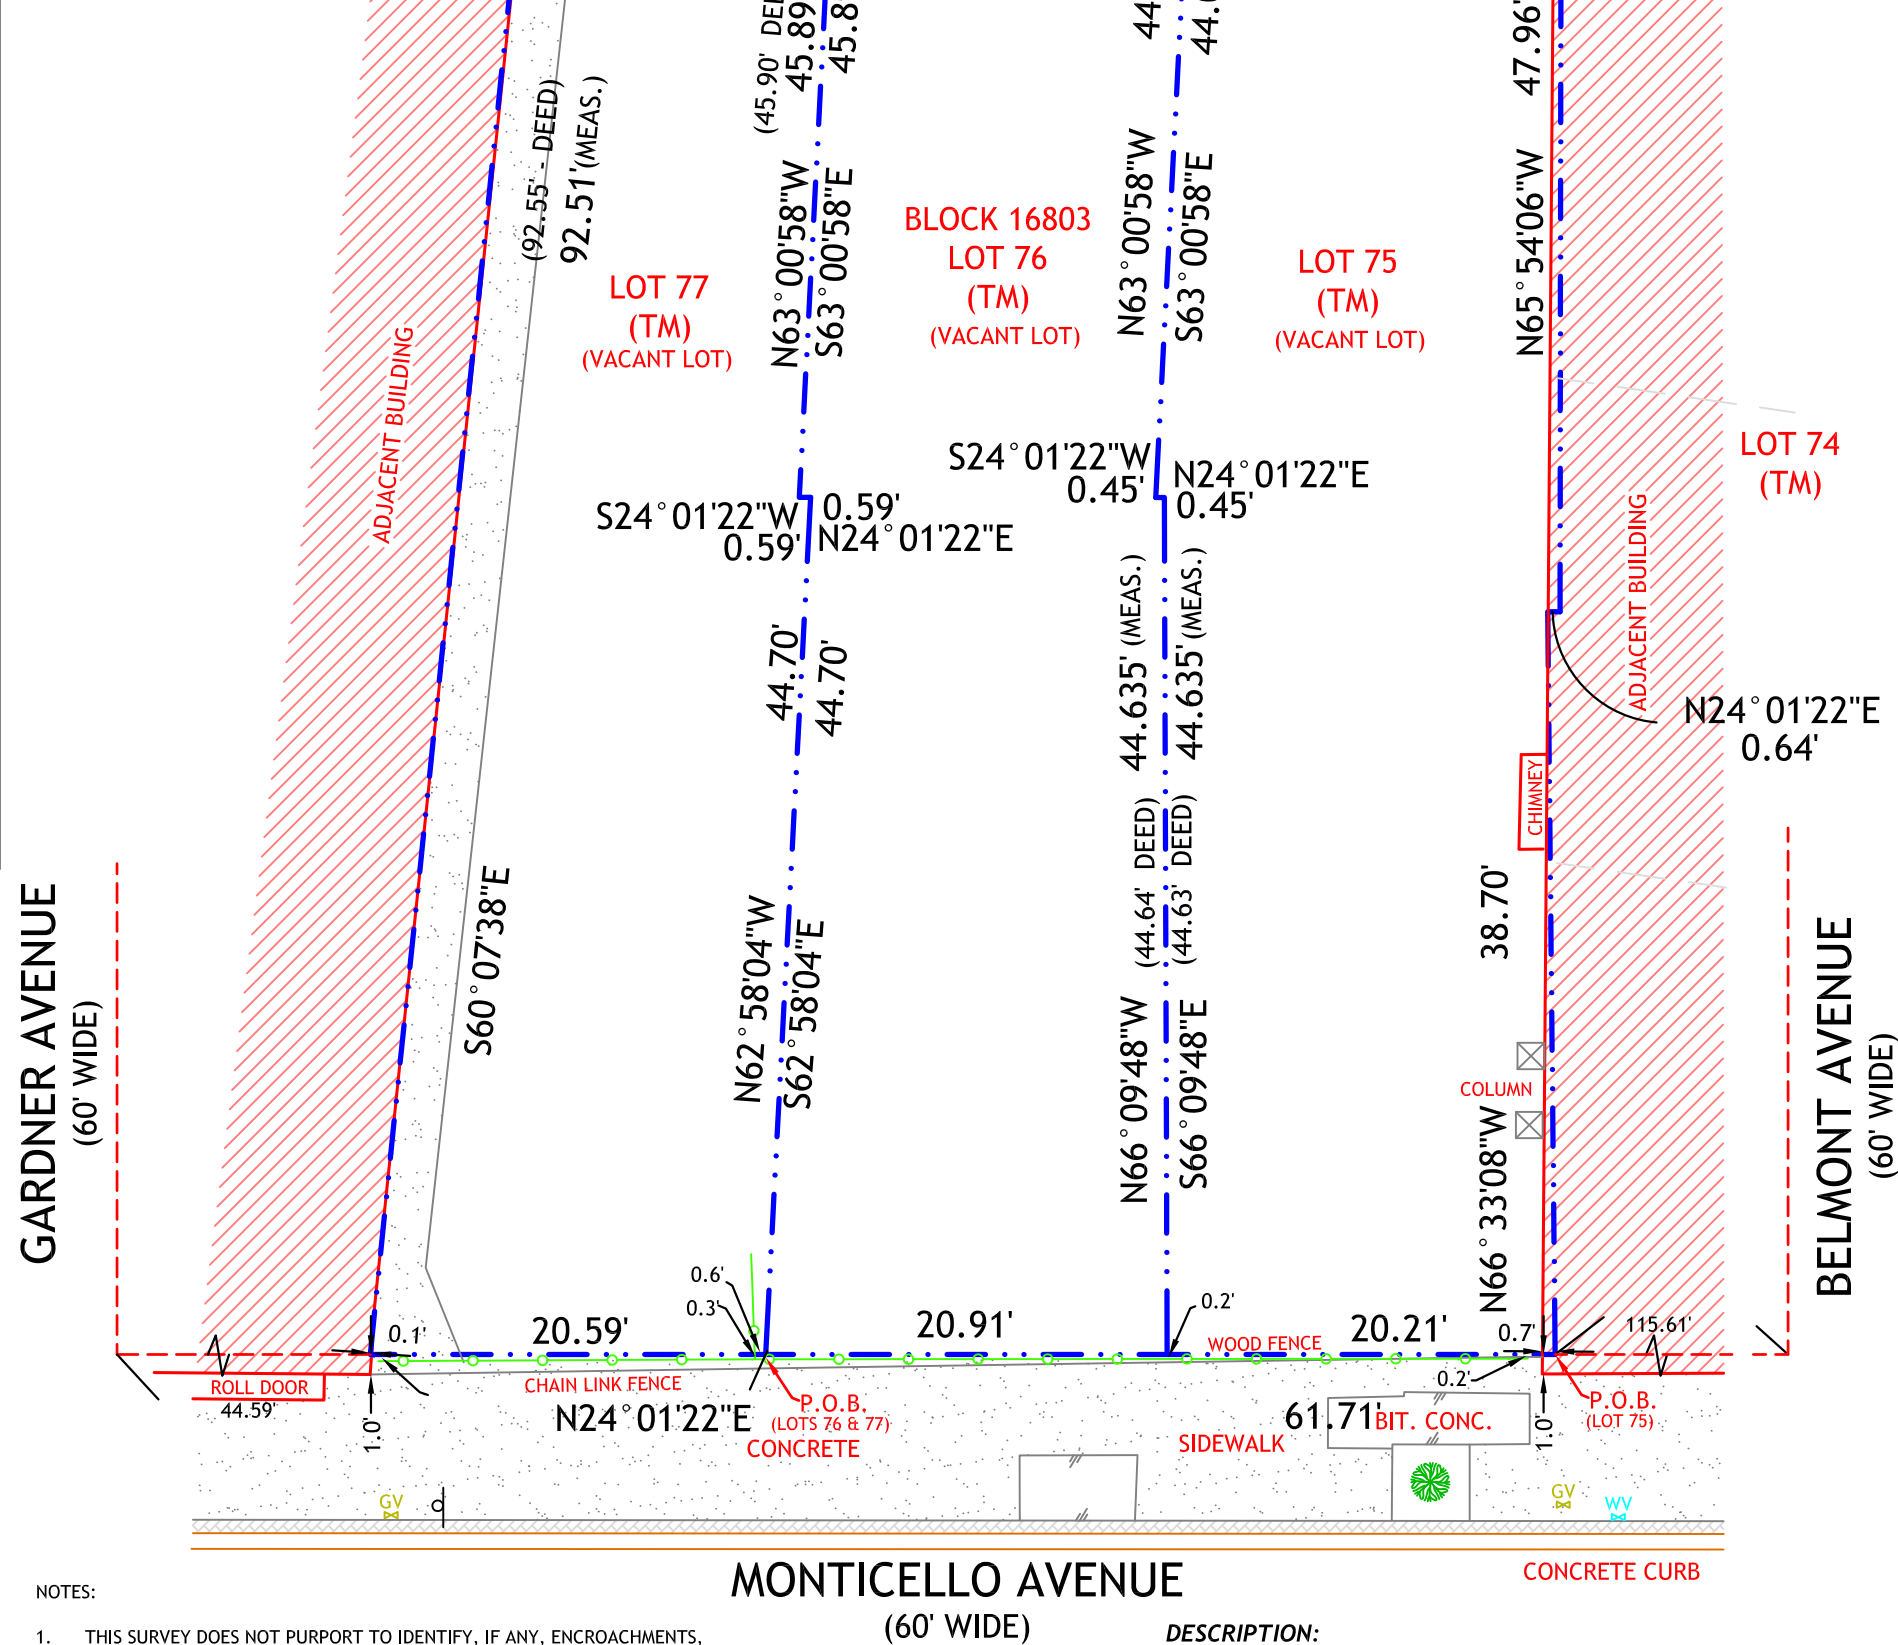 (45.90' DEE
45.89
45.8
44
44.0
47.96'
(92.55' - DEED)
92.51'(MEAS.)
N63°00'58"W
S63°00'58"E
N63°00'58"W
S63°00'58"E
N65°54'06"W
BLOCK 16803
LOT 76
(TM)
(VACANT LOT)
LOT 77
(TM)
(VACANT LOT)
LOT 75
(TM)
(VACANT LOT)
ADJACENT BUILDING
LOT 74
(TM)
S24°01'22"W
0.59'
0.59'
N24°01'22"E
S24°01'22"W
0.45'
N24°01'22"E
0.45'
ADJACENT BUILDING
N24°01'22"E
0.64'
44.70'
44.70'
44.635' (MEAS.)
44.635' (MEAS.)
(44.64' DEED)
(44.63' DEED)
CHIMNEY
38.70'
GARDNER AVENUE
(60' WIDE)
S60°07'38"E
N62°58'04"W
S62°58'04"E
N66°09'48"W
S66°09'48"E
COLUMN
N66°33'08"W
BELMONT AVENUE
(60' WIDE)
0.6'
0.3'
0.1'
20.59'
20.91'
0.2'
WOOD FENCE
20.21'
0.7'
115.61'
0.2'
ROLL DOOR
44.59'
1.0'
CHAIN LINK FENCE
N24°01'22"E
P.O.B.
(LOTS 76 & 77)
CONCRETE
SIDEWALK
61.71'
BIT. CONC.
1.0'
P.O.B.
(LOT 75)
GV
GV
WV
MONTICELLO AVENUE
(60' WIDE)
CONCRETE CURB
NOTES:
1. THIS SURVEY DOES NOT PURPORT TO IDENTIFY, IF ANY, ENCROACHMENTS,
DESCRIPTION: